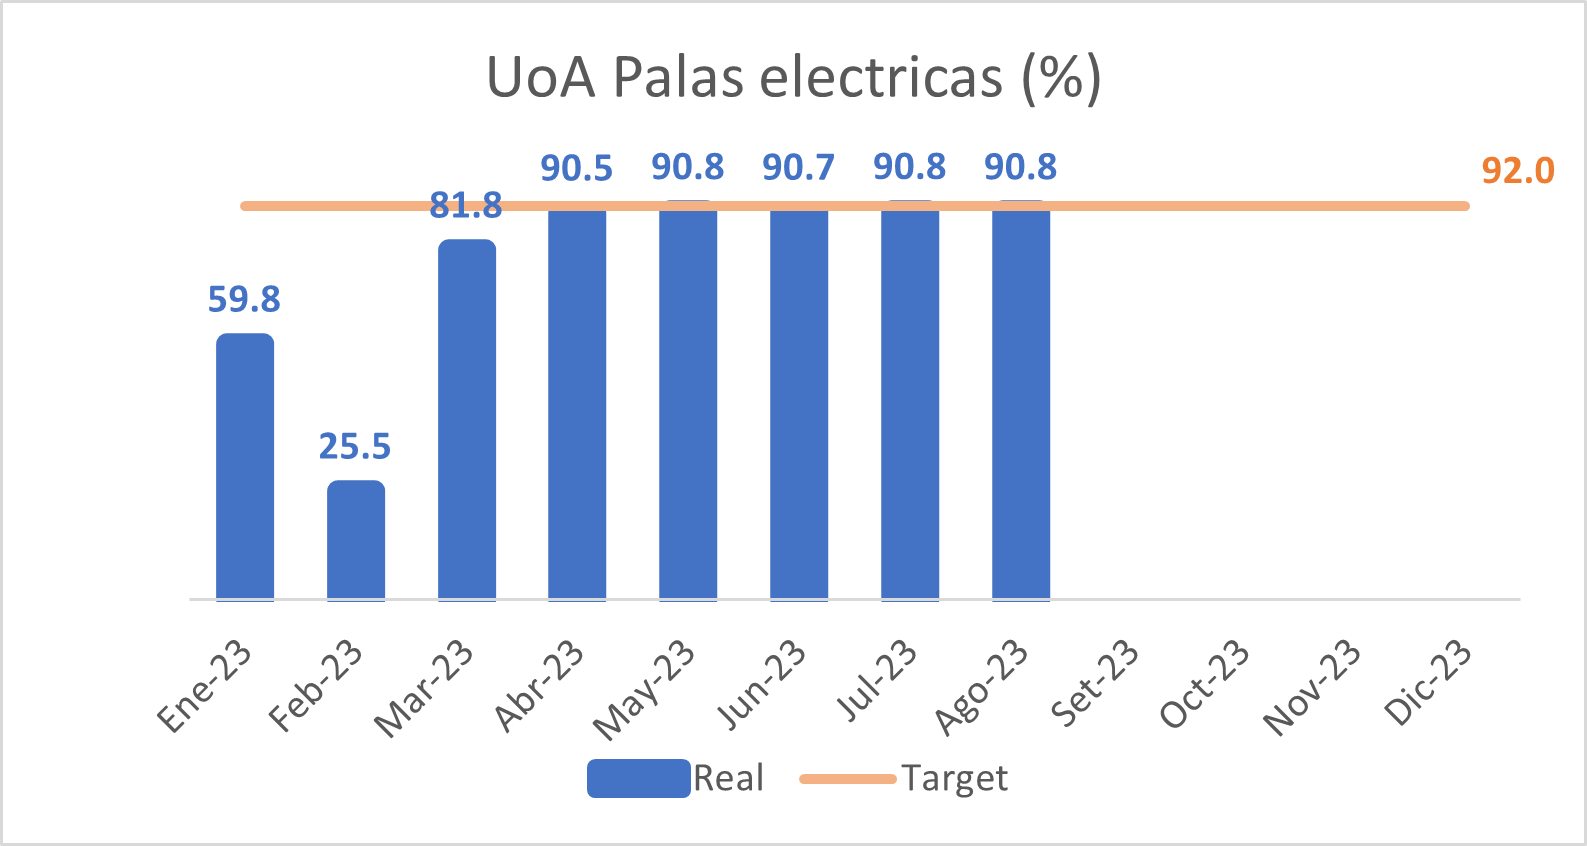 UoA Palas electricas (%)
90.5 90.8 90.7 90.8 90.8 92.0
81.8
59.8
25.5
Ene-23 Feb-23 Mar-23 Abr-23 May-23 Jun-23 Jul-23 Ago-23 Set-23 Oct-23 Nov-23 Dic-23
Real Target